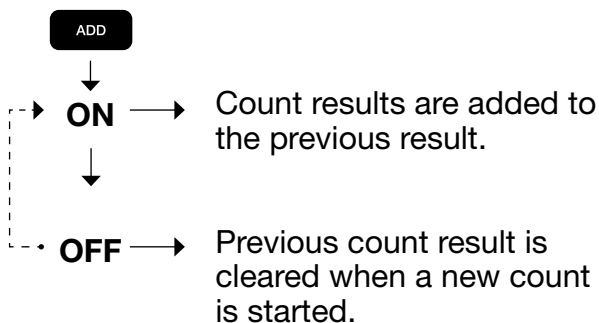 ADD
ON
Count results are added to
the previous result.
OFF
Previous count result is
cleared when a new count
is started.